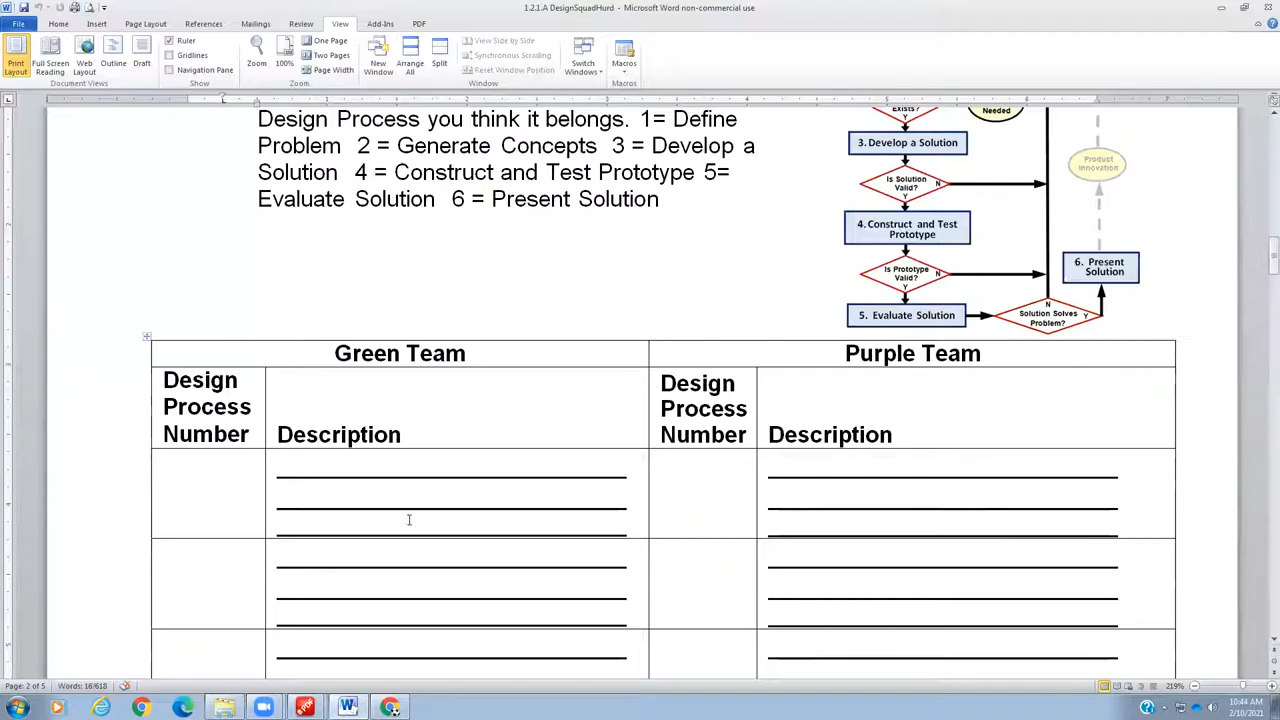 1.2.1.A DesignSquadHurd - Microsoft Word non-commercial use
File Home Insert Page Layout References Mailings Review View Add-Ins PDF
Print Layout
Full Screen Reading
Web Layout
Outline
Draft
Document Views
Ruler
Gridlines
Navigation Pane
Show
Zoom
100%
One Page
Two Pages
Page Width
Zoom
New Window
Arrange All
Split
View Side by Side
Synchronous Scrolling
Reset Window Position
Window
Switch Windows
Macros
Macros
Design Process you think it belongs. 1= Define
Problem 2 = Generate Concepts 3 = Develop a
Solution 4 = Construct and Test Prototype 5=
Evaluate Solution 6 = Present Solution
Exists?
Y
Needed
3. Develop a Solution
Is Solution
Valid? N
Y
Product
Innovation
4. Construct and Test
Prototype
Is Prototype
Valid? N
Y
6. Present
Solution
5. Evaluate Solution
N
Solution Solves Y
Problem?
Green Team Purple Team
Design
Process
Number Description
Design
Process
Number Description
Page: 2 of 5 Words: 16/618 219%
10:44 AM
2/10/2021